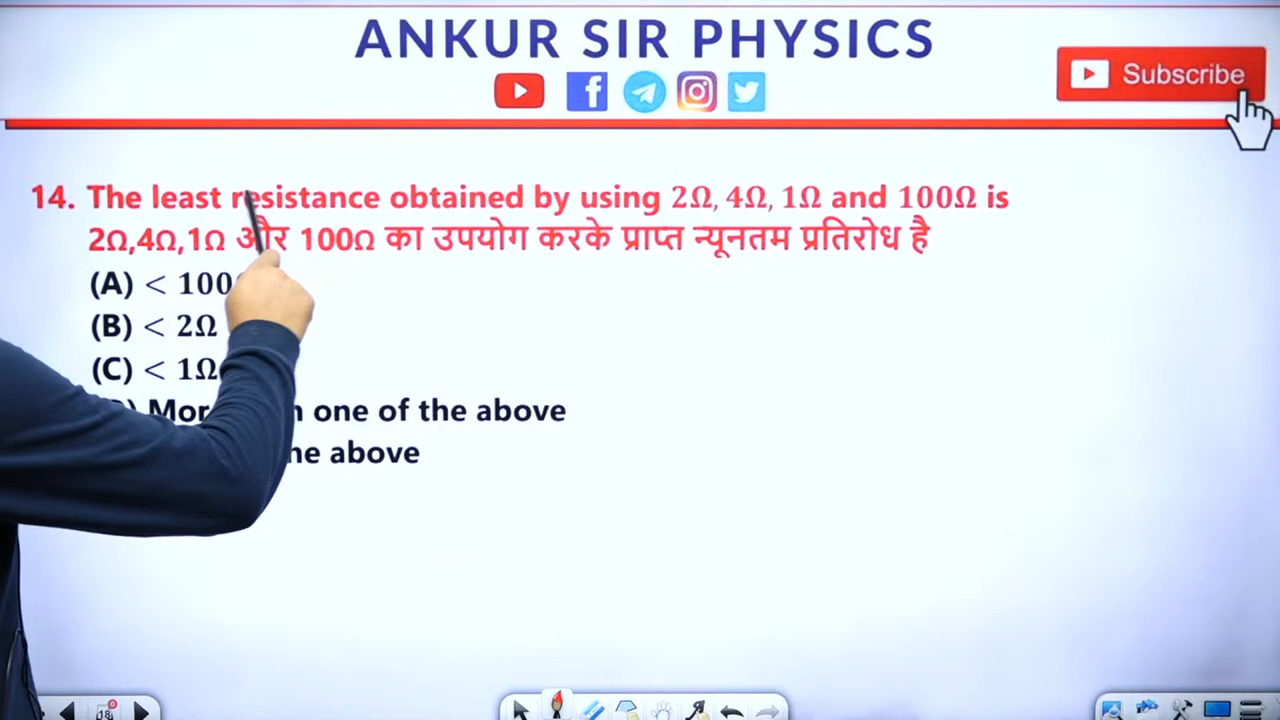 ANKUR SIR PHYSICS
Subscribe
14. The least resistance obtained by using 2Ω, 4Ω, 1Ω and 100Ω is
2Ω,4Ω,1Ω और 100Ω का उपयोग करके प्राप्त न्यूनतम प्रतिरोध है
(A) < 100
(B) < 2Ω
(C) < 1Ω
one of the above
above
18